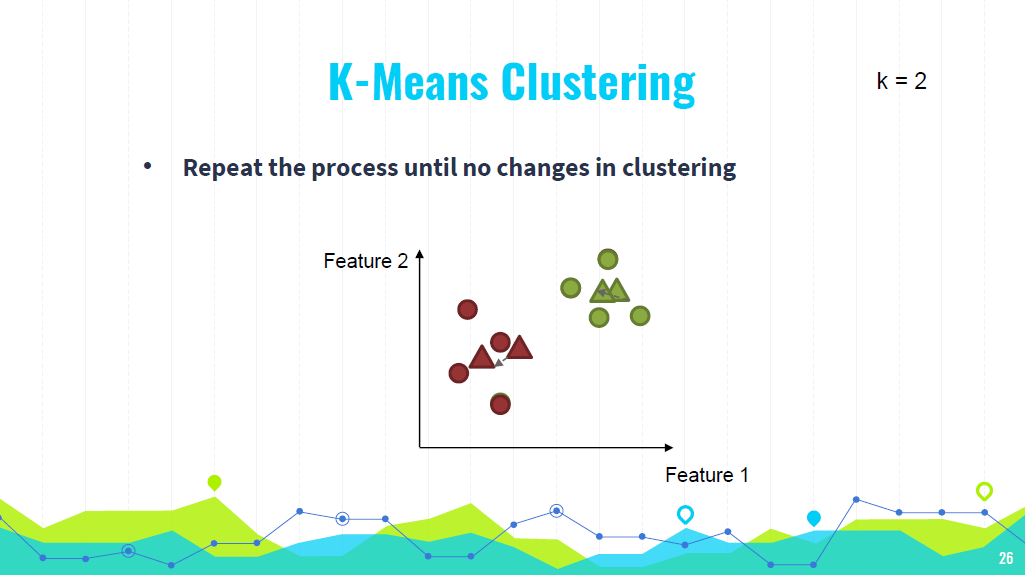 K-Means Clustering
k = 2
• Repeat the process until no changes in clustering
Feature 2
Feature 1
26